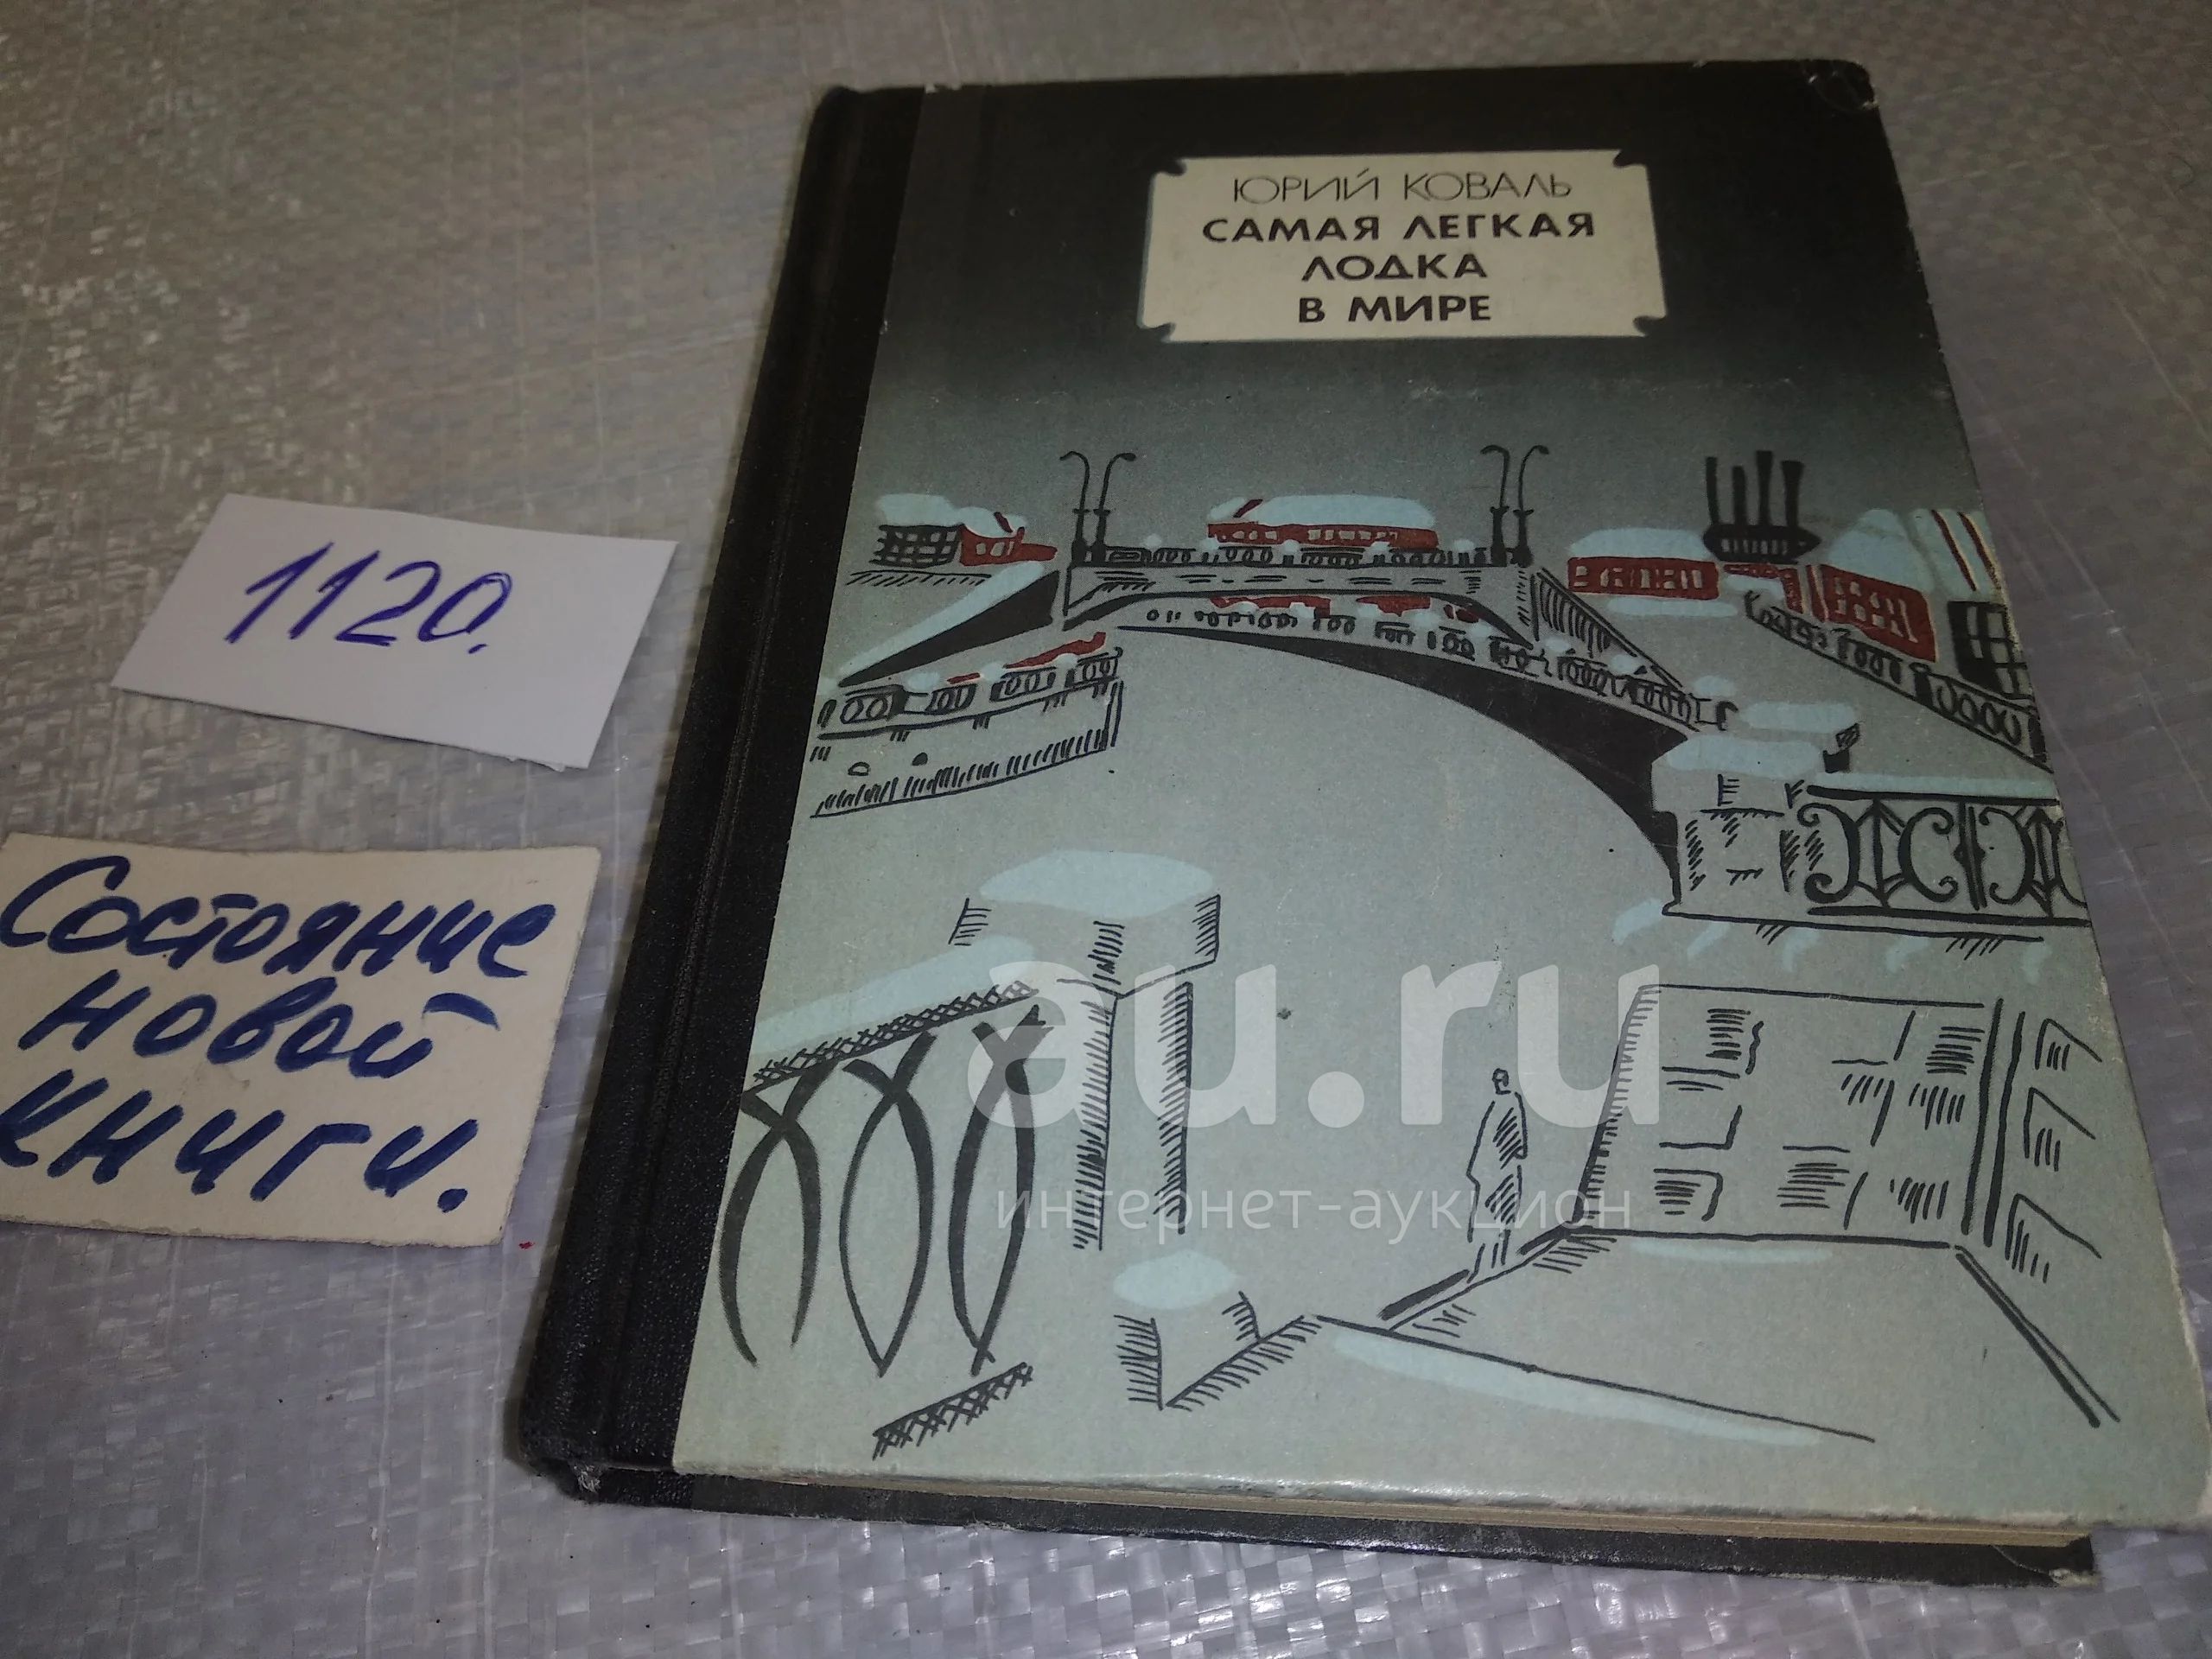 ЮРИЙ КОВАЛЬ
САМАЯ ЛЕГКАЯ
ЛОДКА
В МИРЕ
1120.
Состояние
новой
книги.
au.ru
интернет-аукцион